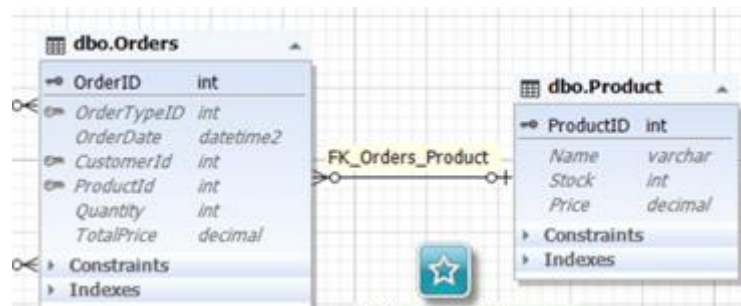 dbo.Orders
OrderID int
OrderTypeID int
OrderDate datetime2
CustomerId int
ProductId int
Quantity int
TotalPrice decimal
Constraints
Indexes
FK_Orders_Product
dbo.Product
ProductID int
Name varchar
Stock int
Price decimal
Constraints
Indexes